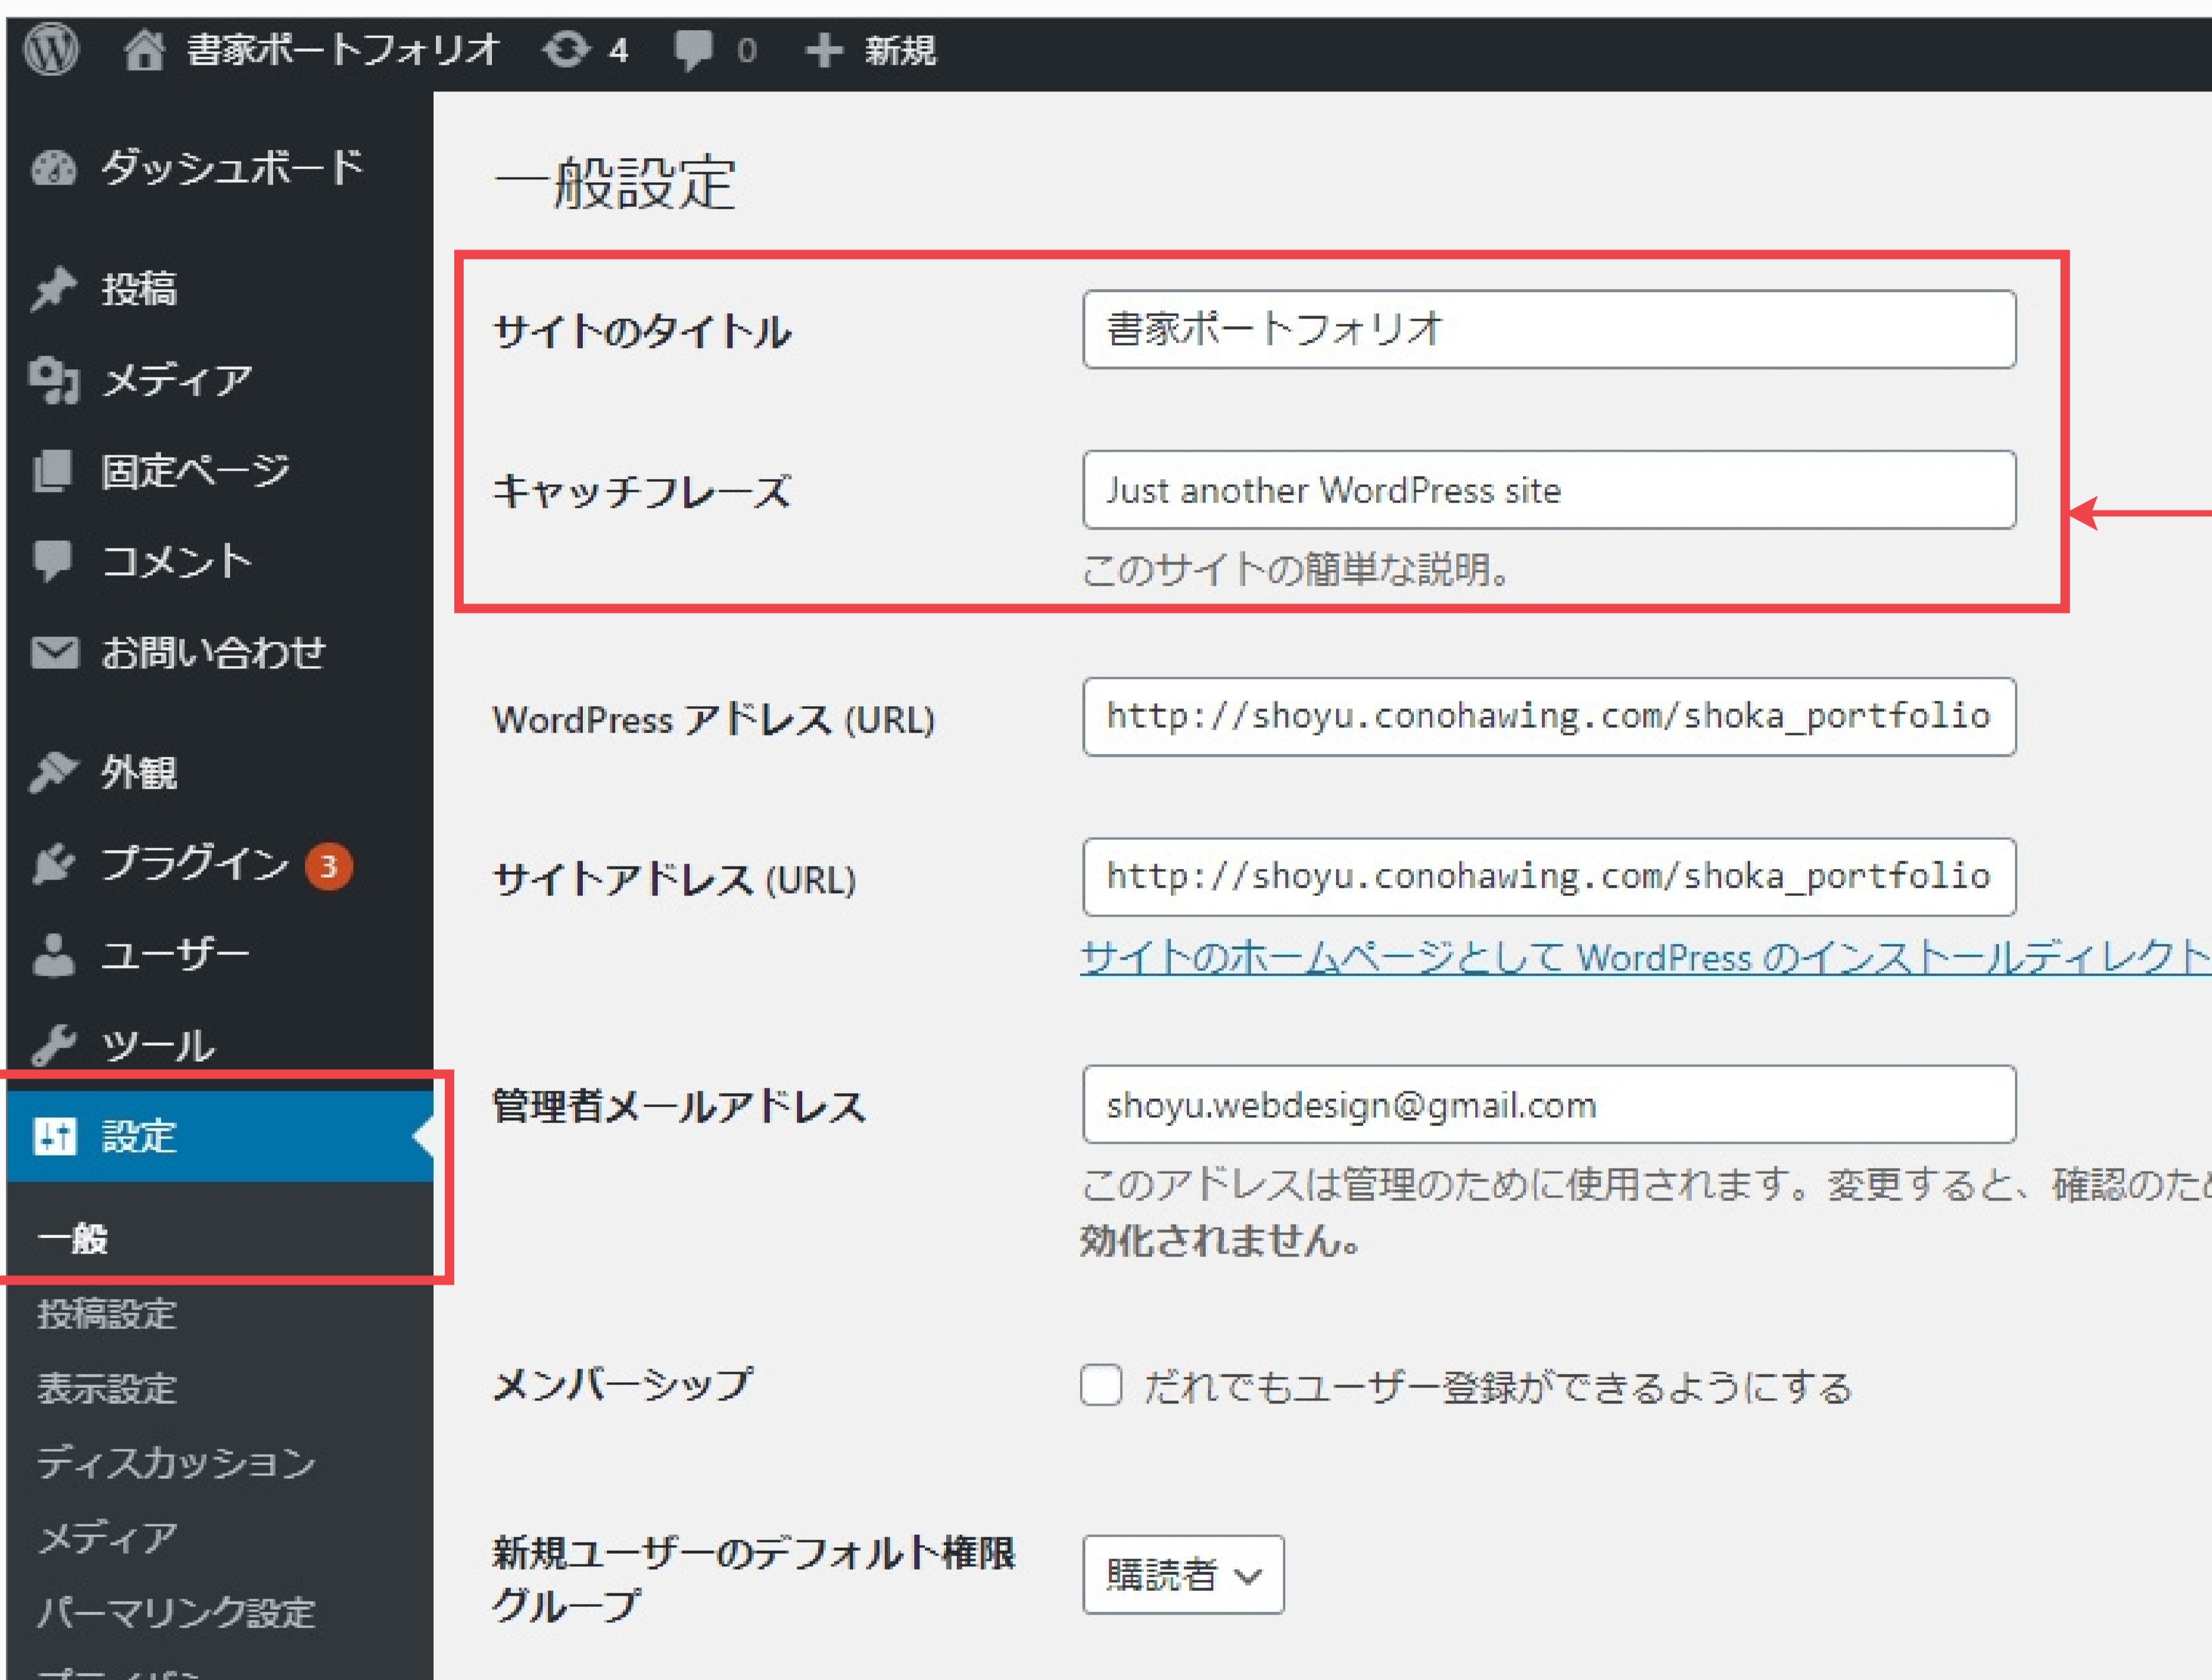 書家ポートフォリオ 4 0 新規
ダッシュボード
投稿
メディア
固定ページ
コメント
お問い合わせ
外観
プラグイン 3
ユーザー
ツール
設定
一般
投稿設定
表示設定
ディスカッション
メディア
パーマリンク設定
一般設定
サイトのタイトル 書家ポートフォリオ
キャッチフレーズ Just another WordPress site
このサイトの簡単な説明。
WordPress アドレス (URL) http://shoyu.conohawing.com/shoka_portfolio
サイトアドレス (URL) http://shoyu.conohawing.com/shoka_portfolio
サイトのホームページとして WordPress のインストールディレクト
管理者メールアドレス shoyu.webdesign@gmail.com
このアドレスは管理のために使用されます。変更すると、確認のため
効化されません。
メンバーシップ だれでもユーザー登録ができるようにする
新規ユーザーのデフォルト権限
グループ 購読者